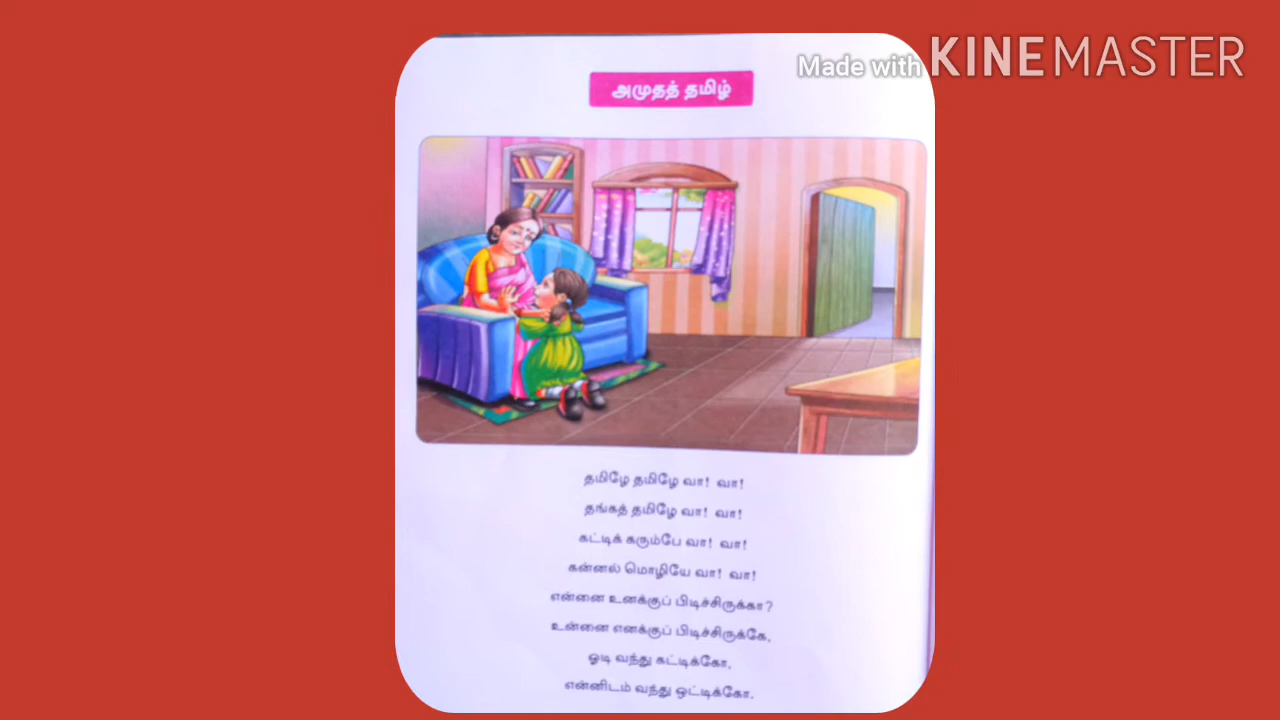 Made with KINEMASTER
அமுதத் தமிழ்
தமிழே தமிழே வா! வா!
தங்கத் தமிழே வா! வா!
கட்டிக் கரும்பே வா! வா!
கன்னல் மொழியே வா! வா!
என்னை உனக்குப் பிடிச்சிருக்கா?
உன்னை எனக்குப் பிடிச்சிருக்கே,
ஓடி வந்து கட்டிக்கோ,
என்னிடம் வந்து ஒட்டிக்கோ.